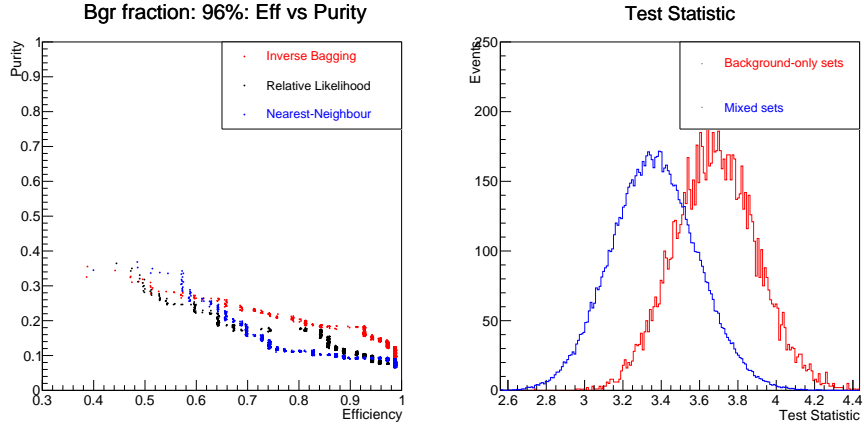 Bgr fraction: 96%: Eff vs Purity
Purity
1
0.9
0.8
0.7
0.6
0.5
0.4
0.3
0.2
0.1
0
Inverse Bagging
Relative Likelihood
Nearest-Neighbour
0.3 0.4 0.5 0.6 0.7 0.8 0.9 1
Efficiency
Test Statistic
Events
250
200
150
100
50
0
Background-only sets
Mixed sets
2.6 2.8 3 3.2 3.4 3.6 3.8 4 4.2 4.4
Test Statistic